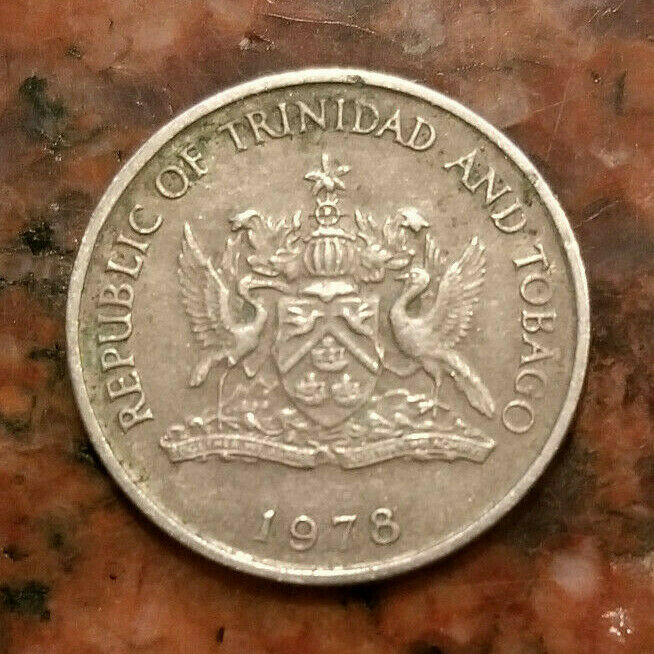 REPUBLIC OF TRINIDAD AND TOBAGO
1978